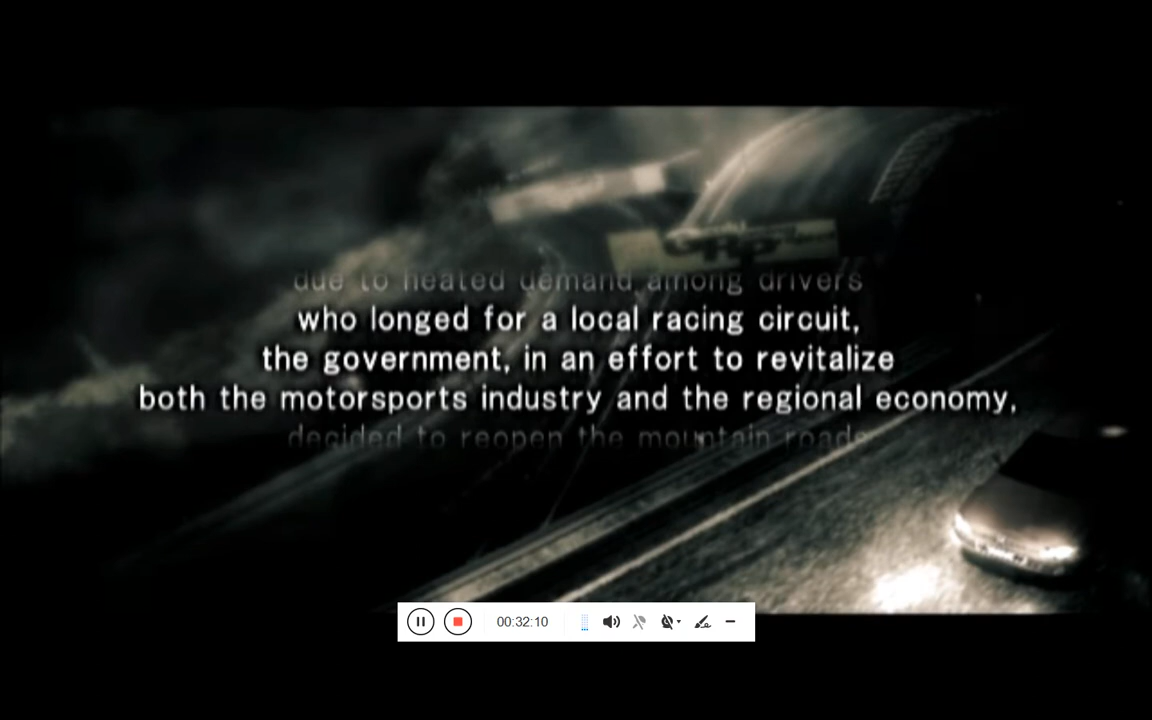 due to heated demand among drivers
who longed for a local racing circuit,
the government, in an effort to revitalize
both the motorsports industry and the regional economy,
decided to reopen the mountain roads
00:32:10